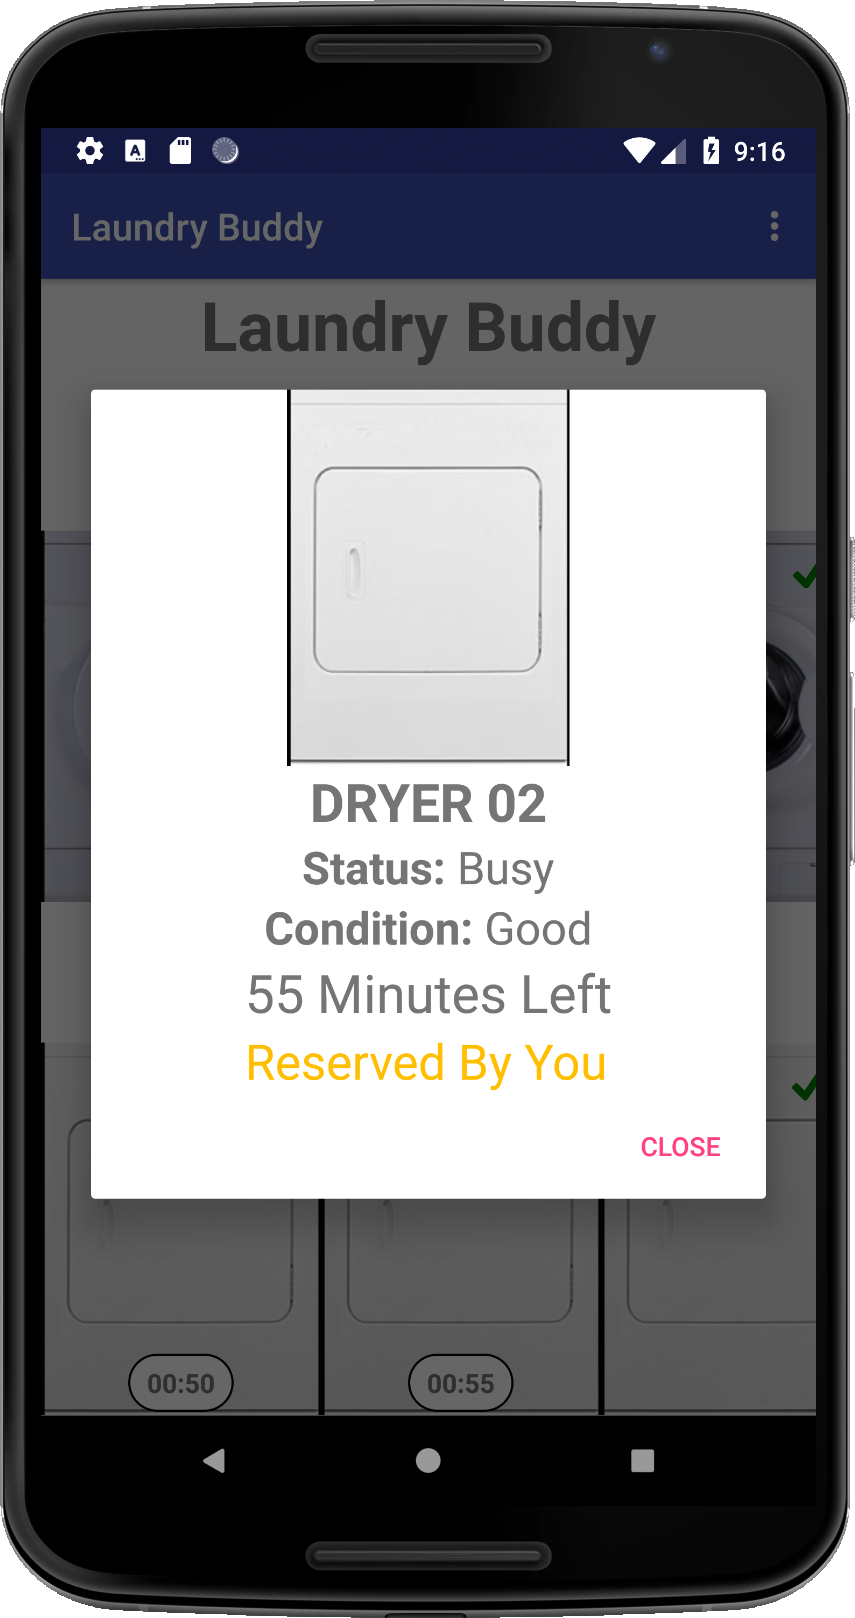 9:16
Laundry Buddy
Laundry Buddy
DRYER 02
Status: Busy
Condition: Good
55 Minutes Left
Reserved By You
CLOSE
00:50
00:55